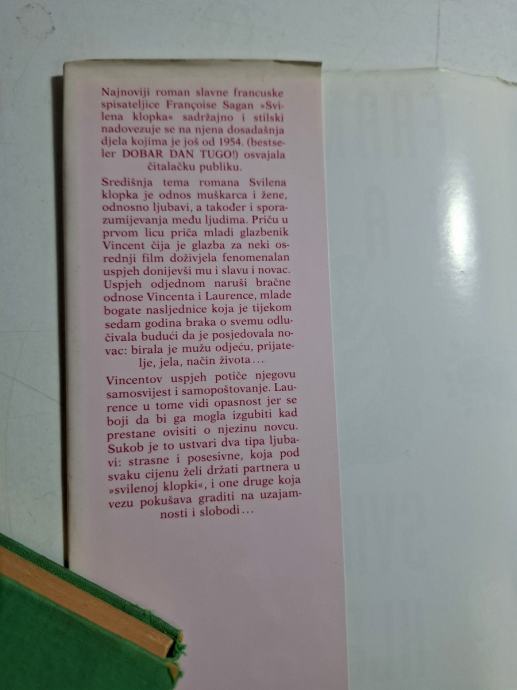 Najnoviji roman slavne francuske
spisateljice Françoise Sagan »Svi-
lena klopka« sadržajno i stilski
nadovezuje se na njena dosadašnja
djela kojima je još od 1954. (bestse-
ler DOBAR DAN TUGO!) osvajala
čitalačku publiku.
Središnja tema romana Svilena
klopka je odnos muškarca i žene,
odnosno ljubavi, a također i spora-
zumijevanja među ljudima. Priču u
prvom licu priča mladi glazbenik
Vincent čija je glazba za neki os-
rednji film doživjela fenomenalan
uspjeh donijevši mu i slavu i novac.
Uspjeh odjednom naruši bračne
odnose Vincenta i Laurence, mlade
bogate nasljednice koja je tijekom
sedam godina braka o svemu odlu-
čivala budući da je posjedovala no-
vac: birala je mužu odjeću, prijate-
lje, jela, način života...
Vincentov uspjeh potiče njegovu
samosvijest i samopoštovanje. Lau-
rence u tome vidi opasnost jer se
boji da bi ga mogla izgubiti kad
prestane ovisiti o njezinu novcu.
Sukob je to ustvari dva tipa ljuba-
vi: strasne i posesivne, koja pod
svaku cijenu želi držati partnera u
»svilenoj klopki«, i one druge koja
vezu pokušava graditi na uzajam-
nosti i slobodi...